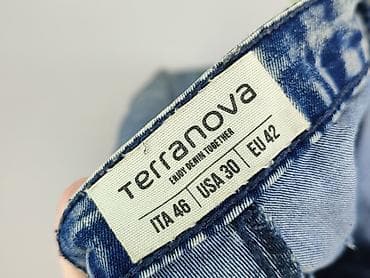 Terranova
ENJOY DENIM TOGETHER
ITA 46 | USA 30 | EU 42